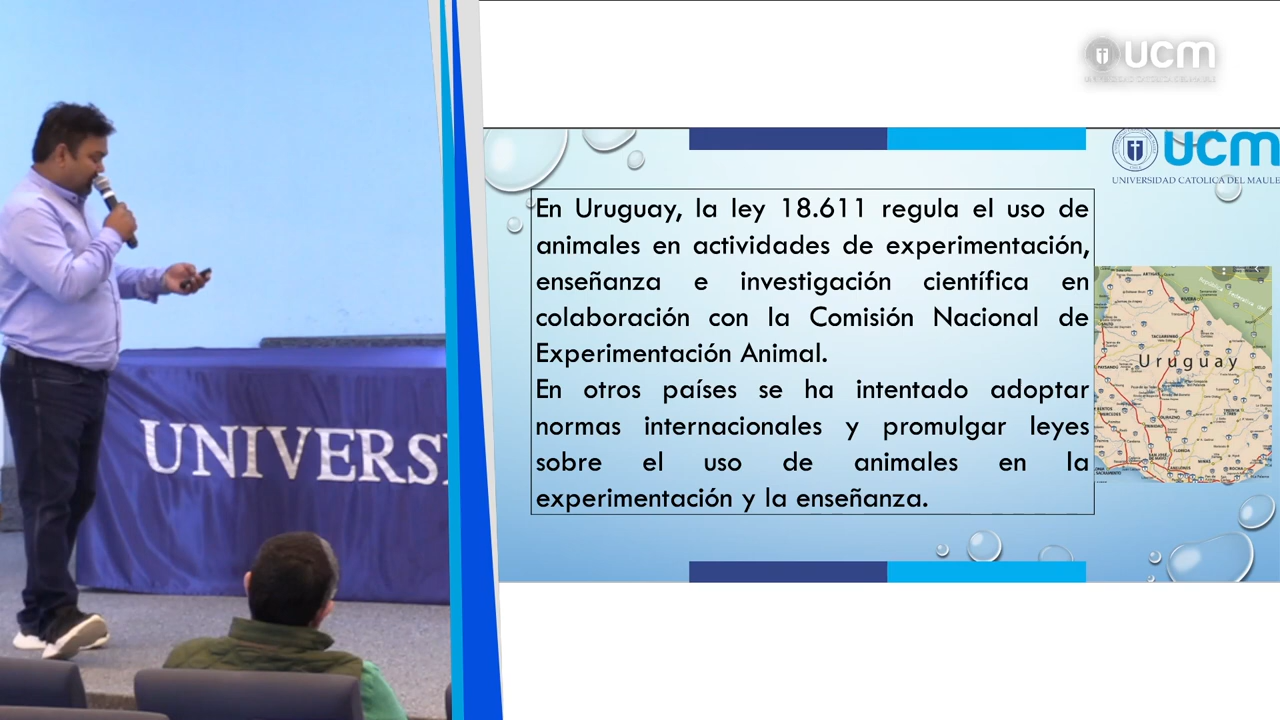 ucm
ucm
UNIVERSIDAD CATOLICA DEL MAULE
En Uruguay, la ley 18.611 regula el uso de
animales en actividades de experimentación,
enseñanza e investigación científica en
colaboración con la Comisión Nacional de
Experimentación Animal.
En otros países se ha intentado adoptar
normas internacionales y promulgar leyes
sobre el uso de animales en la
experimentación y la enseñanza.
Uruguay
UNIVERSI